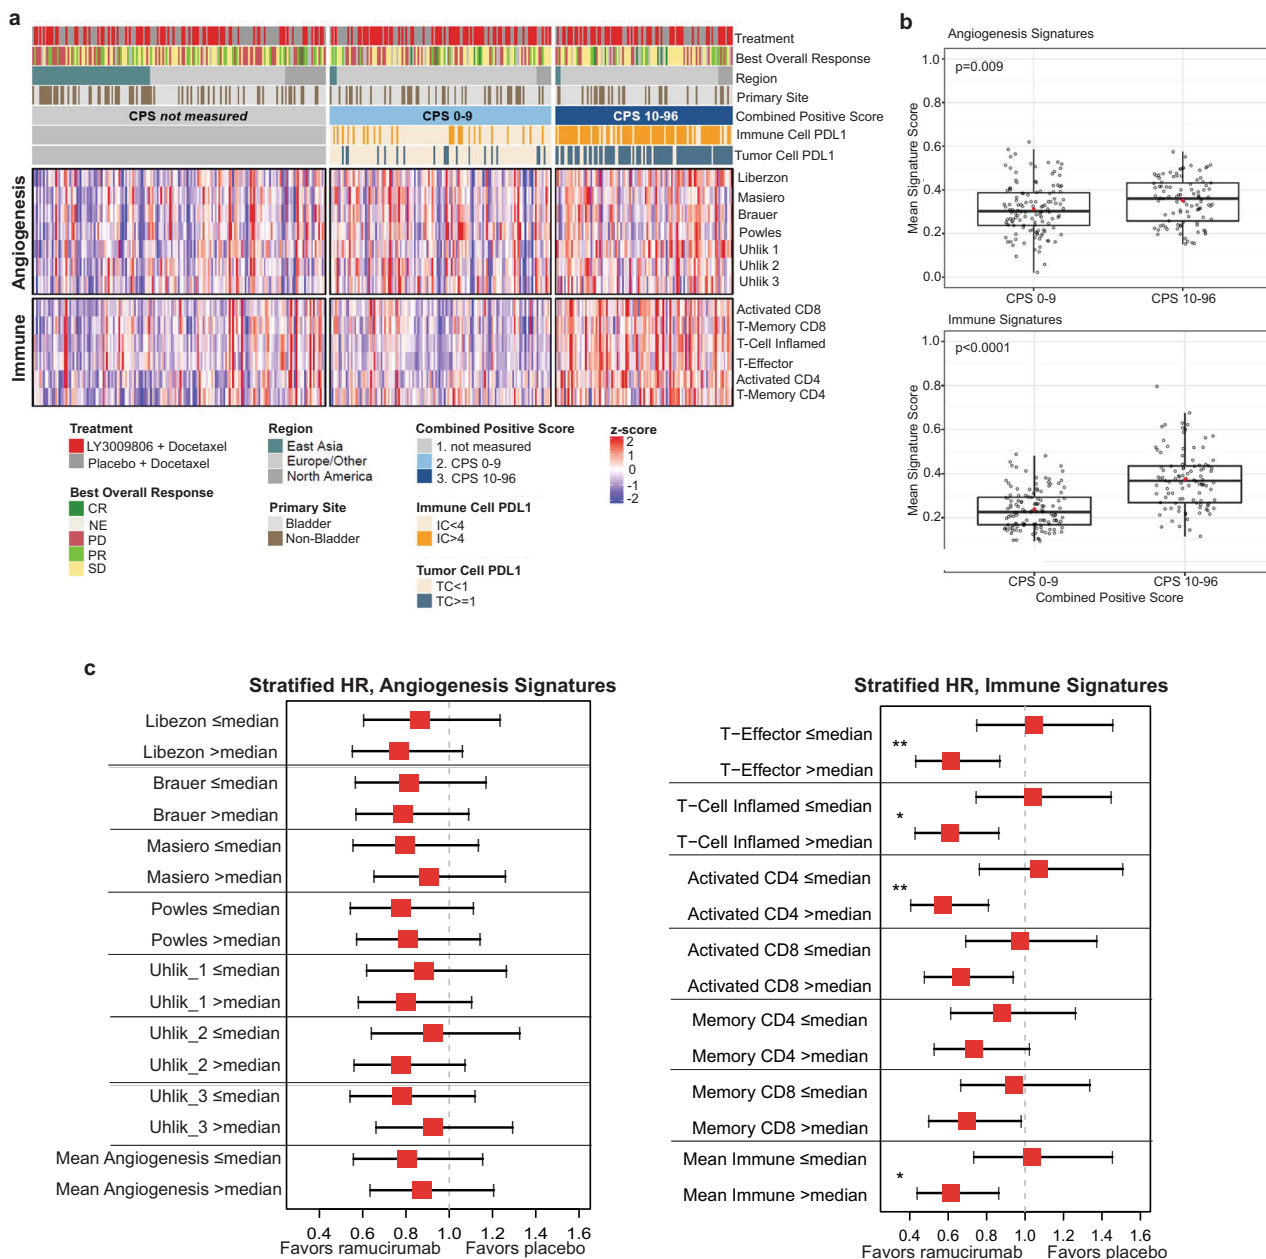 a
Treatment
Best Overall Response
Region
Primary Site
CPS not measured
CPS 0-9
CPS 10-96
Combined Positive Score
Immune Cell PDL1
Tumor Cell PDL1
Angiogenesis
Liberzon
Masiero
Brauer
Powles
Uhlik 1
Uhlik 2
Uhlik 3
Immune
Activated CD8
T-Memory CD8
T-Cell Inflamed
T-Effector
Activated CD4
T-Memory CD4
Treatment
LY3009806 + Docetaxel
Placebo + Docetaxel
Best Overall Response
CR
NE
PD
PR
SD
Region
East Asia
Europe/Other
North America
Primary Site
Bladder
Non-Bladder
Combined Positive Score
1. not measured
2. CPS 0-9
3. CPS 10-96
Immune Cell PDL1
IC<4
IC>4
Tumor Cell PDL1
TC<1
TC>=1
z-score
2
1
0
-1
-2
b
Angiogenesis Signatures
p=0.009
Mean Signature Score
1.0
0.8
0.6
0.4
0.2
0.0
CPS 0-9
CPS 10-96
Immune Signatures
p<0.0001
Mean Signature Score
1.0
0.8
0.6
0.4
0.2
CPS 0-9
CPS 10-96
Combined Positive Score
c
Stratified HR, Angiogenesis Signatures
Libezon ≤median
Libezon >median
Brauer ≤median
Brauer >median
Masiero ≤median
Masiero >median
Powles ≤median
Powles >median
Uhlik_1 ≤median
Uhlik_1 >median
Uhlik_2 ≤median
Uhlik_2 >median
Uhlik_3 ≤median
Uhlik_3 >median
Mean Angiogenesis ≤median
Mean Angiogenesis >median
0.4 0.6 0.8 1.0 1.2 1.4 1.6
Favors ramucirumab Favors placebo
Stratified HR, Immune Signatures
T−Effector ≤median
**
T−Effector >median
T−Cell Inflamed ≤median
*
T−Cell Inflamed >median
Activated CD4 ≤median
**
Activated CD4 >median
Activated CD8 ≤median
Activated CD8 >median
Memory CD4 ≤median
Memory CD4 >median
Memory CD8 ≤median
Memory CD8 >median
Mean Immune ≤median
*
Mean Immune >median
0.4 0.6 0.8 1.0 1.2 1.4 1.6
Favors ramucirumab Favors placebo